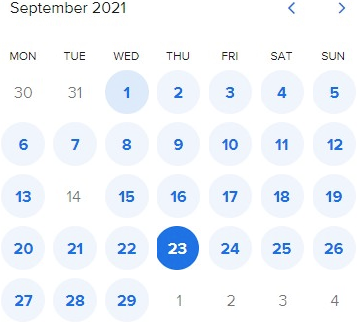 September 2021
MON TUE WED THU FRI SAT SUN
30 31 1 2 3 4 5
6 7 8 9 10 11 12
13 14 15 16 17 18 19
20 21 22 23 24 25 26
27 28 29 1 2 3 4